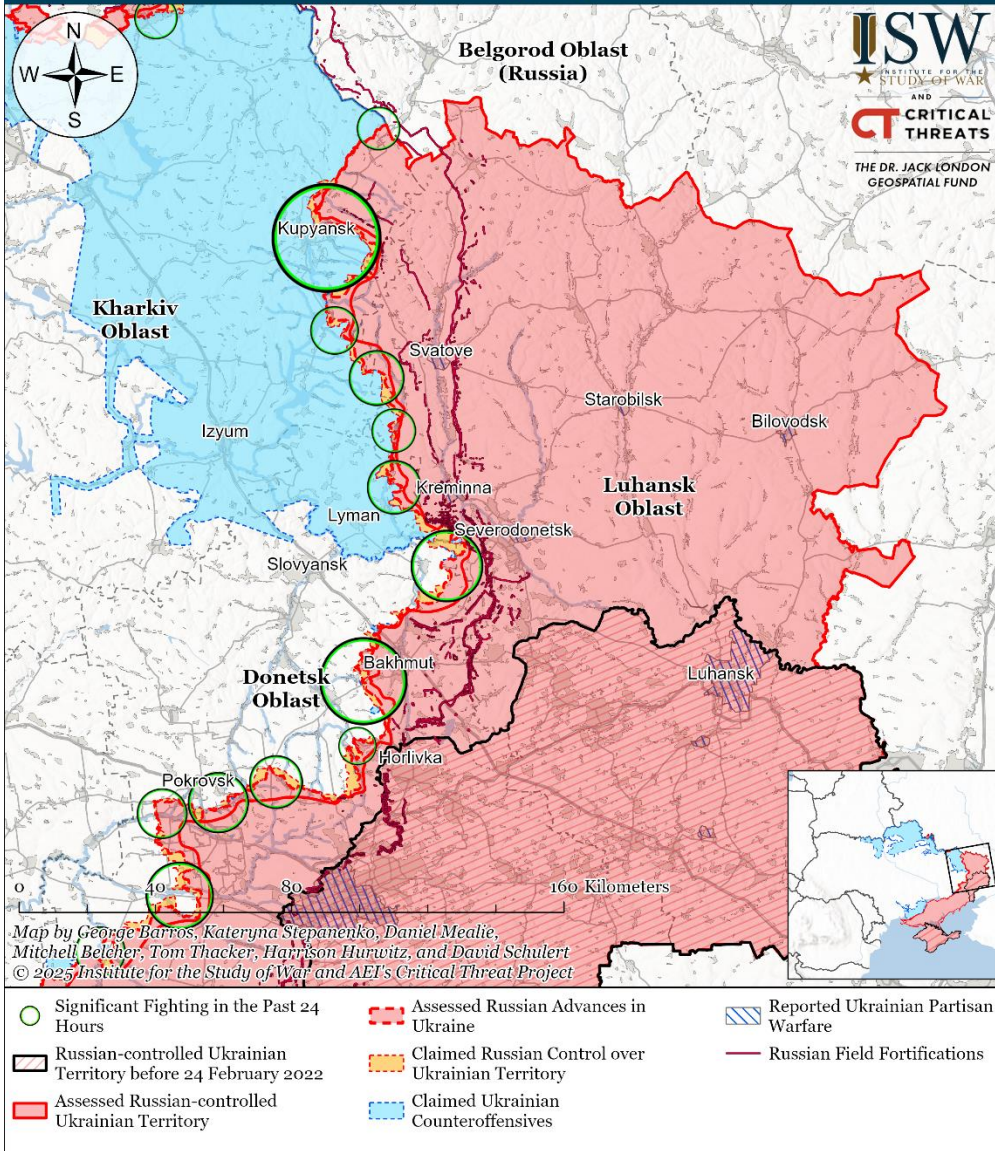 N
W
E
S
Belgorod Oblast
(Russia)
ISW
INSTITUTE FOR THE
STUDY OF WAR
AND
CT CRITICAL
THREATS
THE DR. JACK LONDON
GEOSPATIAL FUND
Kupyansk
Kharkiv
Oblast
Svatove
Starobilsk
Bilovodsk
Izyum
Kreminna
Luhansk
Oblast
Lyman
Severodonetsk
Slovyansk
Bakhmut
Luhansk
Donetsk
Oblast
Horlivka
Pokrovsk
0
40
80
160 Kilometers
Map by George Barros, Kateryna Stepanenko, Daniel Mealie,
Mitchell Belcher, Tom Thacker, Harrison Hurwitz, and David Schulert
© 2025 Institute for the Study of War and AEI's Critical Threat Project
Significant Fighting in the Past 24
Hours
Russian-controlled Ukrainian
Territory before 24 February 2022
Assessed Russian-controlled
Ukrainian Territory
Assessed Russian Advances in
Ukraine
Claimed Russian Control over
Ukrainian Territory
Claimed Ukrainian
Counteroffensives
Reported Ukrainian Partisan
Warfare
Russian Field Fortifications